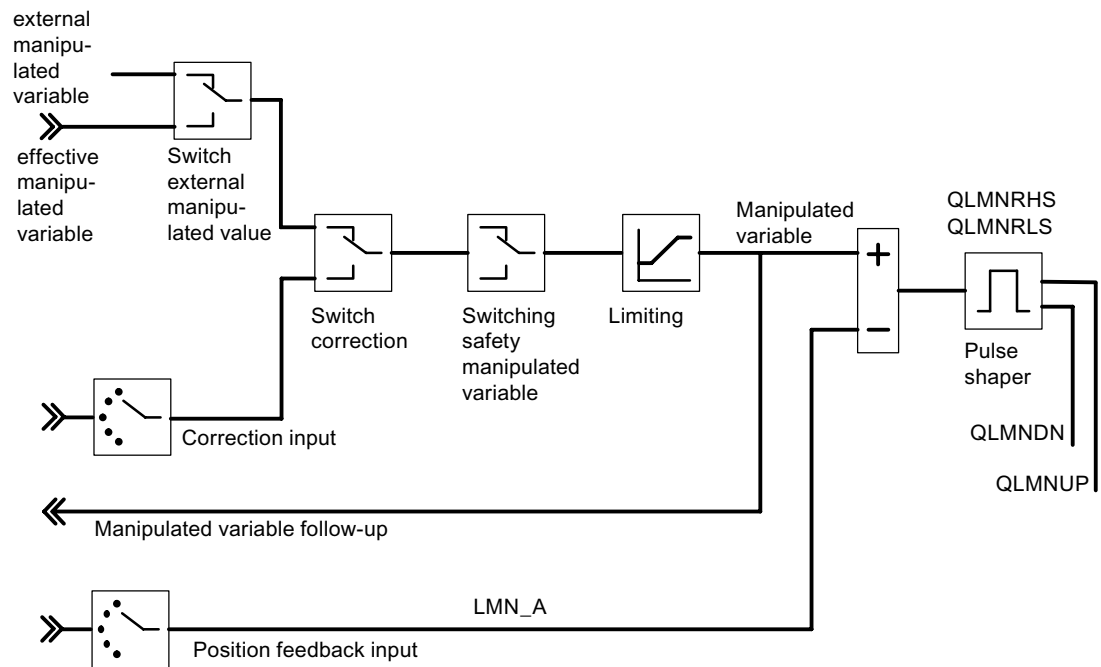 external
manipu-
lated
variable
effective
manipu-
lated
variable
Switch
external
manipu-
lated value
Switch
correction
Switching
safety
manipulated
variable
Limiting
Manipulated
variable
+
−
QLMNRHS
QLMNRLS
Pulse
shaper
QLMNDN
QLMNUP
Correction input
Manipulated variable follow-up
LMN_A
Position feedback input